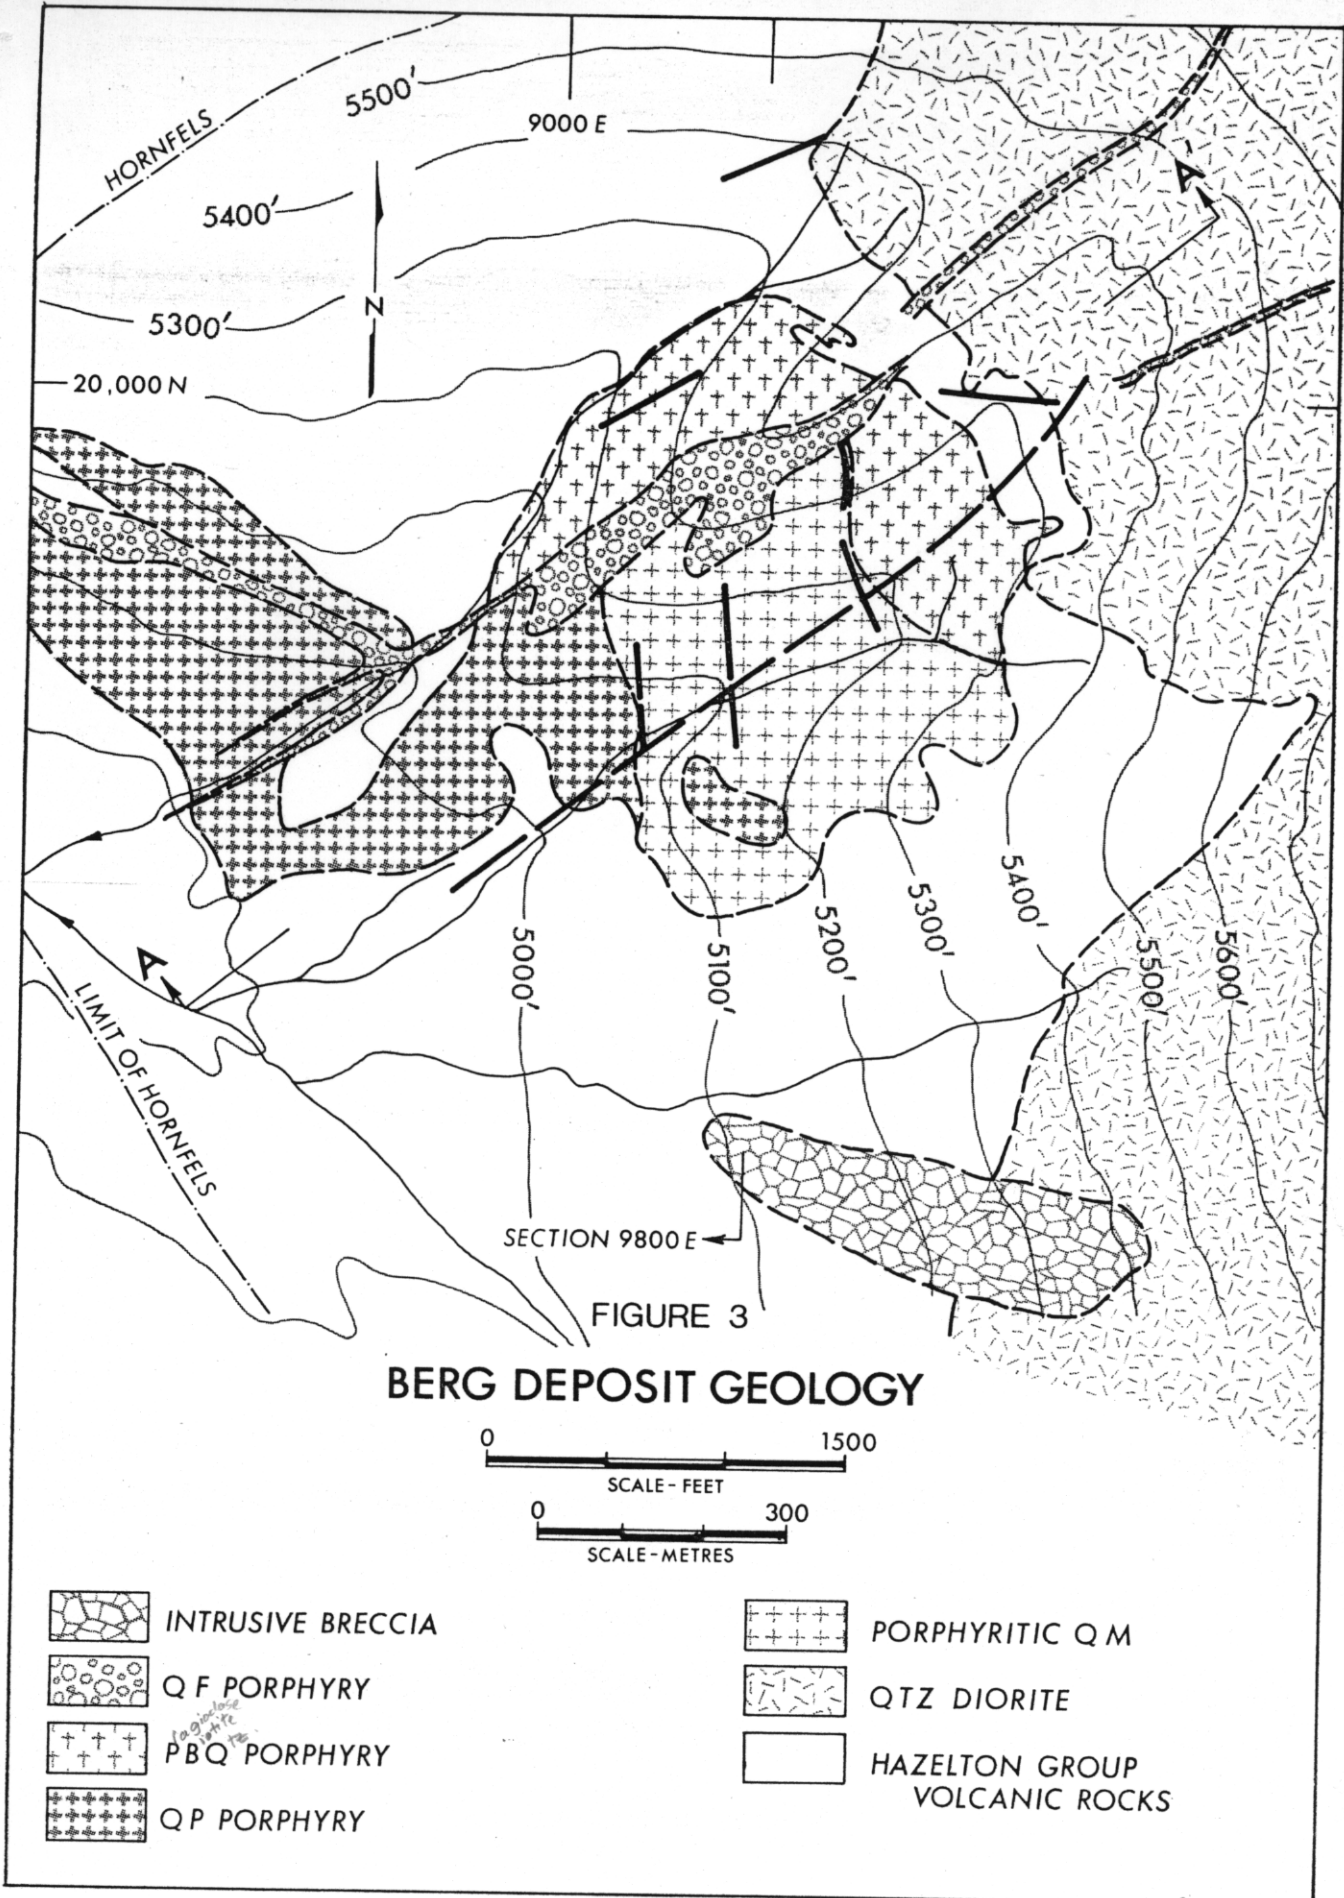 HORNFELS
5500'
9000 E
5400'
A'
N
5300'
20,000 N
5400'
5300'
5200'
5100'
5000'
5500'
5600'
A
LIMIT OF HORNFELS
SECTION 9800 E
FIGURE 3
BERG DEPOSIT GEOLOGY
0 1500
SCALE - FEET
0 300
SCALE - METRES
INTRUSIVE BRECCIA
Q F PORPHYRY
PBQ PORPHYRY
QP PORPHYRY
PORPHYRITIC Q M
QTZ DIORITE
HAZELTON GROUP
VOLCANIC ROCKS